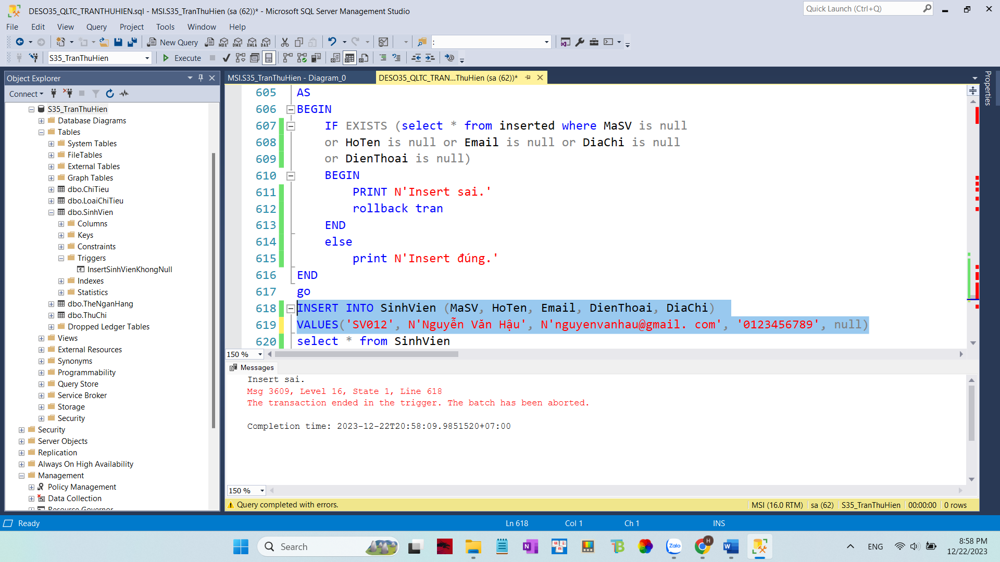 DESO35_QLTC_TRANTHUHIEN.sql - MSI.S35_TranThuHien (sa (62))* - Microsoft SQL Server Management Studio
Quick Launch (Ctrl+Q)
File Edit View Query Project Tools Window Help
New Query
MDX DMX XMLA DAX
:
S35_TranThuHien
Execute
Object Explorer
Connect
S35_TranThuHien
Database Diagrams
Tables
System Tables
FileTables
External Tables
Graph Tables
dbo.ChiTieu
dbo.LoaiChiTieu
dbo.SinhVien
Columns
Keys
Constraints
Triggers
InsertSinhVienKhongNull
Indexes
Statistics
dbo.TheNganHang
dbo.ThuChi
Dropped Ledger Tables
Views
External Resources
Synonyms
Programmability
Query Store
Service Broker
Storage
Security
Security
Server Objects
Replication
Always On High Availability
Management
Policy Management
Data Collection
Resource Governor
MSI.S35_TranThuHien - Diagram_0
DESO35_QLTC_TRAN...ThuHien (sa (62))*
Properties
605 AS
606 BEGIN
607 IF EXISTS (select * from inserted where MaSV is null
608 or HoTen is null or Email is null or DiaChi is null
609 or DienThoai is null)
610 BEGIN
611 PRINT N'Insert sai.'
612 rollback tran
613 END
614 else
615 print N'Insert đúng.'
616 END
617 go
618 INSERT INTO SinhVien (MaSV, HoTen, Email, DienThoai, DiaChi)
619 VALUES('SV012', N'Nguyễn Văn Hậu', N'nguyenvanhau@gmail. com', '0123456789', null)
620 select * from SinhVien
150 %
Messages
Insert sai.
Msg 3609, Level 16, State 1, Line 618
The transaction ended in the trigger. The batch has been aborted.
Completion time: 2023-12-22T20:58:09.9851520+07:00
150 %
Query completed with errors.
MSI (16.0 RTM) sa (62) S35_TranThuHien 00:00:00 0 rows
Ready
Ln 618 Col 1 Ch 1 INS
Search
Zalo
H
ENG
8:58 PM
12/22/2023